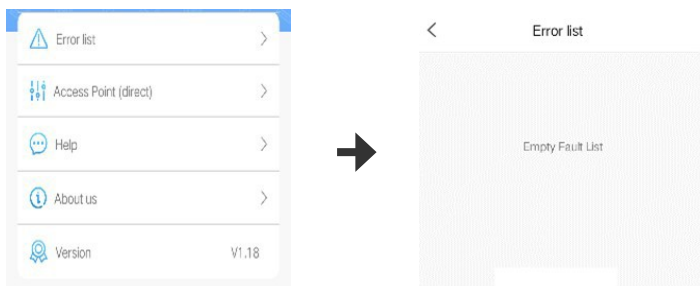 Error list
Access Point (direct)
Help
About us
Version V1.18
Error list
Empty Fault List